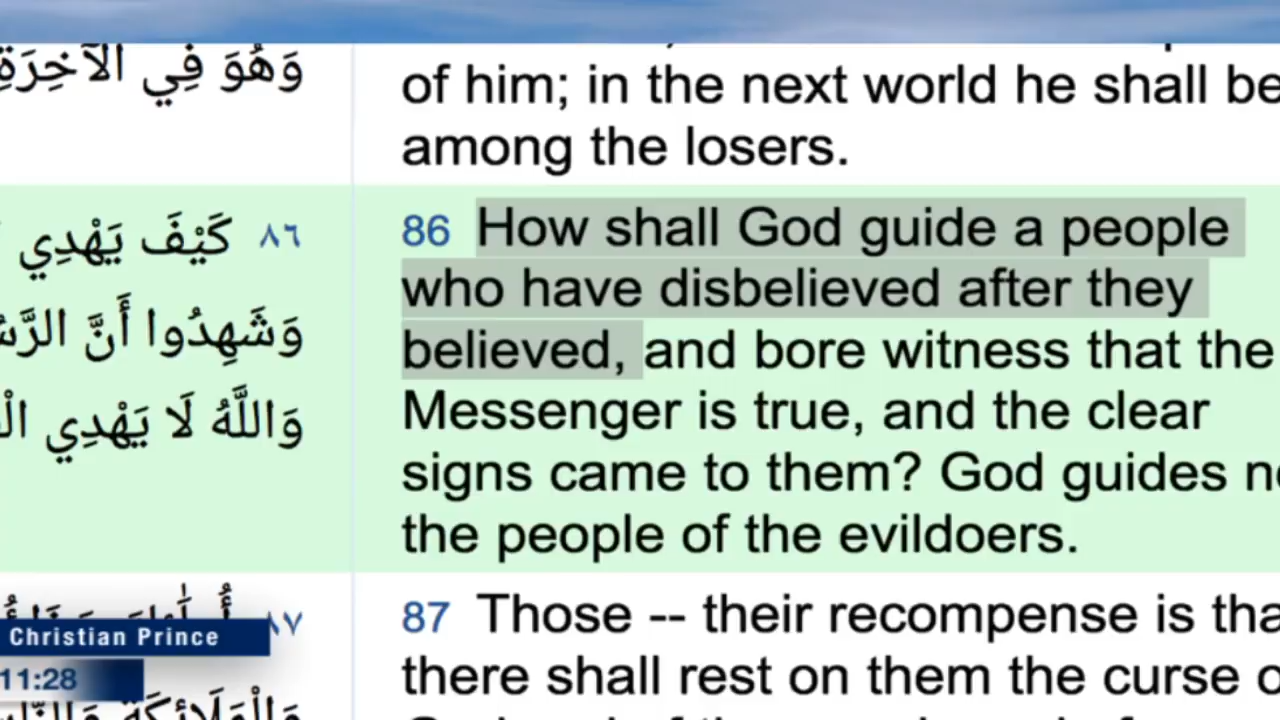 وَهُوَ فِي الْآخِرَةِ
of him; in the next world he shall be
among the losers.
٨٦ كَيْفَ يَهْدِي
وَشَهِدُوا أَنَّ
وَاللَّهُ لَا يَهْدِي
86 How shall God guide a people
who have disbelieved after they
believed, and bore witness that the
Messenger is true, and the clear
signs came to them? God guides
the people of the evildoers.
87 Those -- their recompense is
there shall rest on them the curse
Christian Prince
11:28